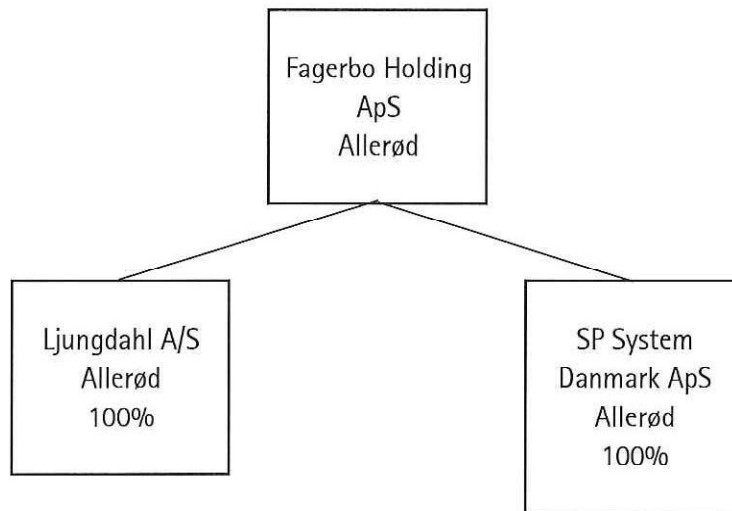 Fagerbo Holding
ApS
Allerød
Ljungdahl A/S
Allerød
100%
SP System
Danmark ApS
Allerød
100%